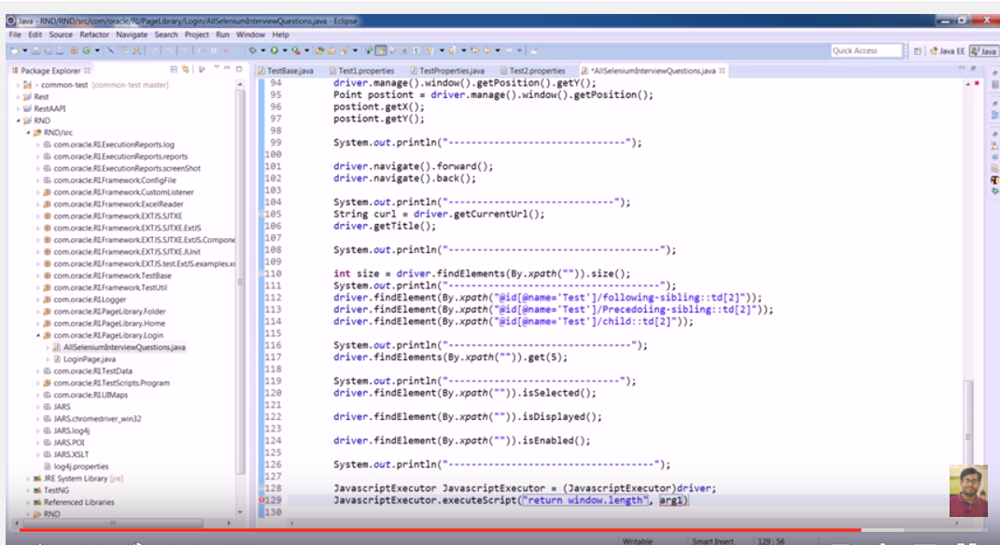 Java - RND/RND/src/com/oracle/RI/PageLibrary/Login/AllSeleniumInterviewQuestions.java - Eclipse
File Edit Source Refactor Navigate Search Project Run Window Help
Quick Access
Java EE
Java
Package Explorer
> common-test [common-test master]
Rest
RestAAPI
RND
RND/src
com.oracle.RI.ExecutionReports.log
com.oracle.RI.ExecutionReports.reports
com.oracle.RI.ExecutionReports.screenShot
com.oracle.RI.Framework.ConfigFile
com.oracle.RI.Framework.CustomListener
com.oracle.RI.Framework.ExcelReader
com.oracle.RI.Framework.EXTJS.SJTXE
com.oracle.RI.Framework.EXTJS.SJTXE.ExtJS
com.oracle.RI.Framework.EXTJS.SJTXE.ExtJS.Compone
com.oracle.RI.Framework.EXTJS.SJTXE.JUnit
com.oracle.RI.Framework.EXTJS.test.ExtJS.examples.
com.oracle.RI.Framework.TestBase
com.oracle.RI.Framework.TestUtil
com.oracle.RI.Logger
com.oracle.RI.PageLibrary.Folder
com.oracle.RI.PageLibrary.Home
com.oracle.RI.PageLibrary.Login
AllSeleniumInterviewQuestions.java
LoginPage.java
com.oracle.RI.TestData
com.oracle.RI.TestScripts.Program
com.oracle.RI.UIMaps
JARS
JARS.chromedriver_win32
JARS.log4j
JARS.POI
JARS.XSLT
log4j.properties
JRE System Library [jre]
TestNG
Referenced Libraries
RND
TestBase.java Test1.properties TestProperties.java Test2.properties *AllSeleniumInterviewQuestions.java
94 driver.manage().window().getPosition().getY();
95 Point postiont = driver.manage().window().getPosition();
96 postiont.getX();
97 postiont.getY();
98
99 System.out.println("-------------------------------");
100
101 driver.navigate().forward();
102 driver.navigate().back();
103
104 System.out.println("-----------------------------");
105 String curl = driver.getCurrentUrl();
106 driver.getTitle();
107
108 System.out.println("-------------------------------------");
109
110 int size = driver.findElements(By.xpath("")).size();
111 System.out.println("-------------------------------------");
112 driver.findElement(By.xpath("@id[@name='Test']/following-sibling::td[2]"));
113 driver.findElement(By.xpath("@id[@name='Test']/Precedoiing-sibling::td[2]"));
114 driver.findElement(By.xpath("@id[@name='Test']/child::td[2]"));
115
116 System.out.println("--------------------------------");
117 driver.findElements(By.xpath("")).get(5);
118
119 System.out.println("------------------------------");
120 driver.findElement(By.xpath("")).isSelected();
121
122 driver.findElement(By.xpath("")).isDisplayed();
123
124 driver.findElement(By.xpath("")).isEnabled();
125
126 System.out.println("------------------------------------");
127
128 JavascriptExecutor JavascriptExecutor = (JavascriptExecutor)driver;
129 JavascriptExecutor.executeScript("return window.length", arg1)
130
Writable Smart Insert 129 : 56